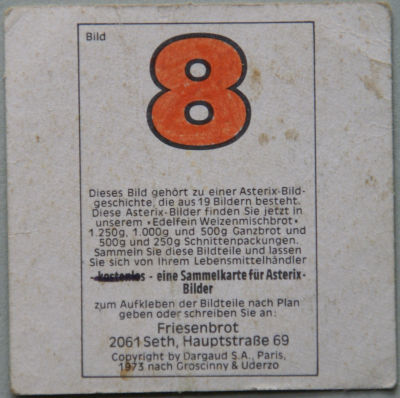 Bild
8
Dieses Bild gehört zu einer Asterix-Bild-
geschichte, die aus 19 Bildern besteht.
Diese Asterix-Bilder finden Sie jetzt in
unserem »Edelfein Weizenmischbrot«
1.250g, 1.000g und 500g Ganzbrot und
500g und 250g Schnittenpackungen.
Sammeln Sie diese Bildteile und lassen
Sie sich von Ihrem Lebensmittelhändler
- kostenlos - eine Sammelkarte für Asterix-
Bilder
zum Aufkleben der Bildteile nach Plan
geben oder schreiben Sie an:
Friesenbrot
2061 Seth, Hauptstraße 69
Copyright by Dargaud S.A., Paris,
1973 nach Groscinny & Uderzo